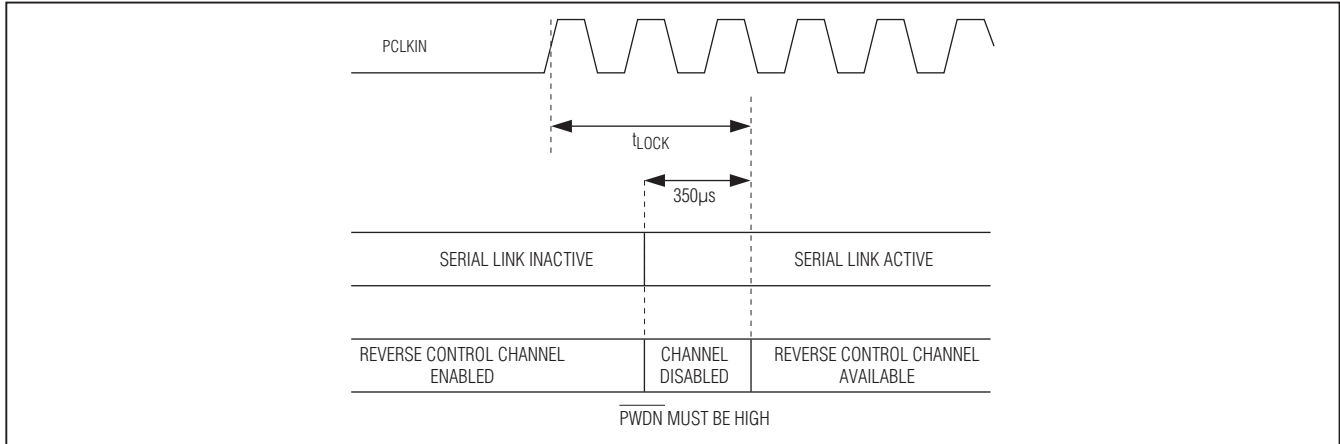 PCLKIN
tLOCK
350µs
SERIAL LINK INACTIVE
SERIAL LINK ACTIVE
REVERSE CONTROL CHANNEL
ENABLED
CHANNEL
DISABLED
REVERSE CONTROL CHANNEL
AVAILABLE
PWDN MUST BE HIGH